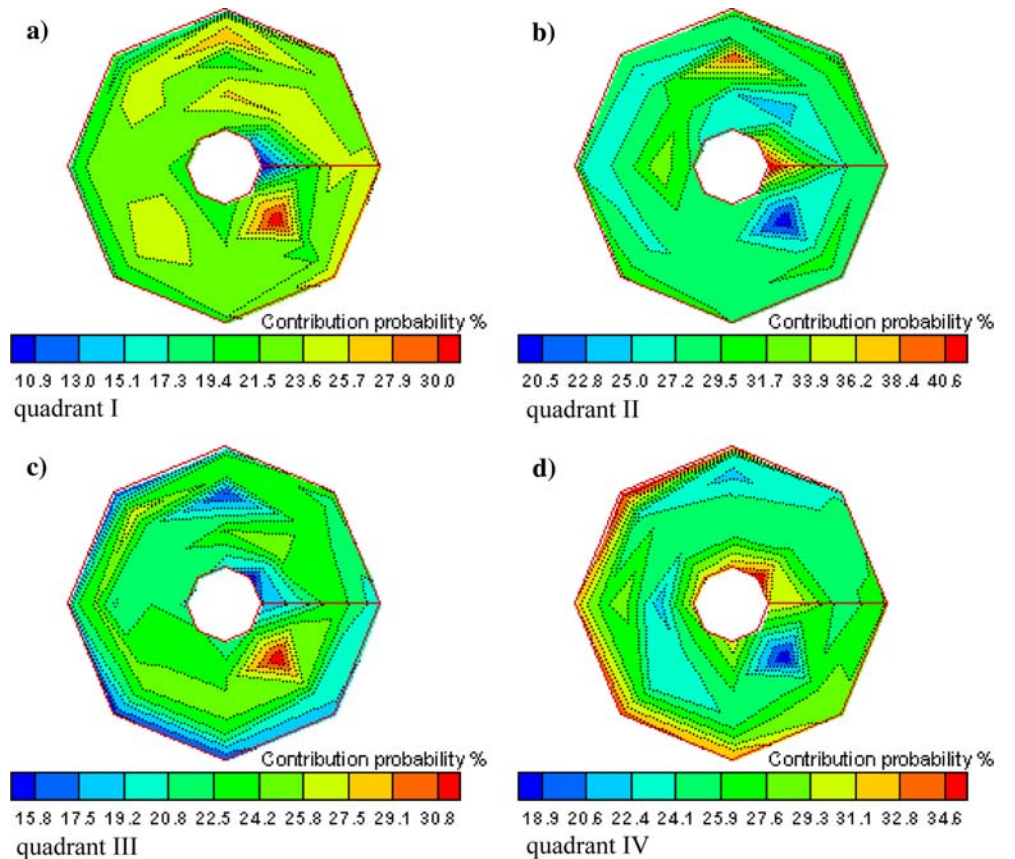 a)
b)
Contribution probability %
10.9 13.0 15.1 17.3 19.4 21.5 23.6 25.7 27.9 30.0
quadrant I
Contribution probability %
20.5 22.8 25.0 27.2 29.5 31.7 33.9 36.2 38.4 40.6
quadrant II
c)
d)
Contribution probability %
15.8 17.5 19.2 20.8 22.5 24.2 25.8 27.5 29.1 30.8
quadrant III
Contribution probability %
18.9 20.6 22.4 24.1 25.9 27.6 29.3 31.1 32.8 34.6
quadrant IV